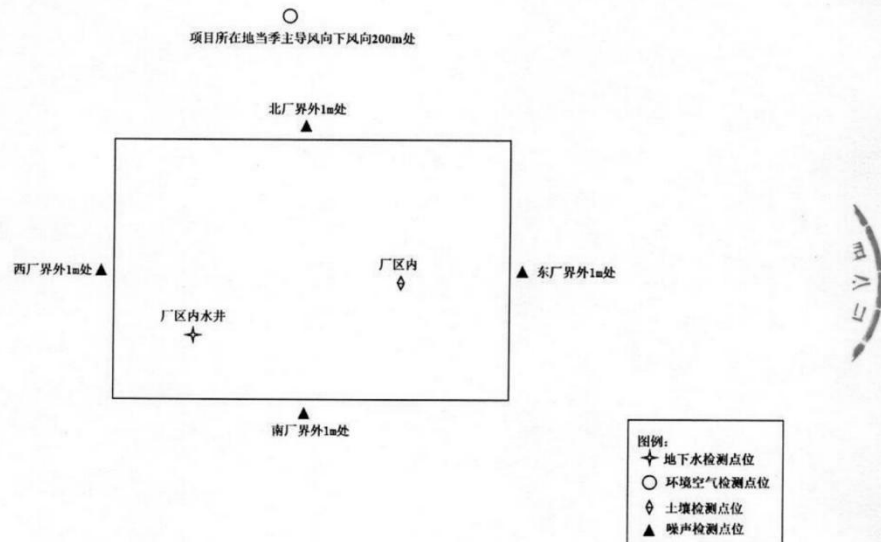 项目所在地当季主导风向下风向200m处
北厂界外1m处
西厂界外1m处
厂区内
东厂界外1m处
厂区内水井
南厂界外1m处
图例:
地下水检测点位
环境空气检测点位
土壤检测点位
噪声检测点位